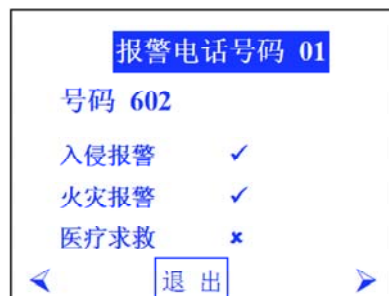 报警电话号码 01
号码 602
入侵报警 ✓
火灾报警 ✓
医疗求救 ×
退 出